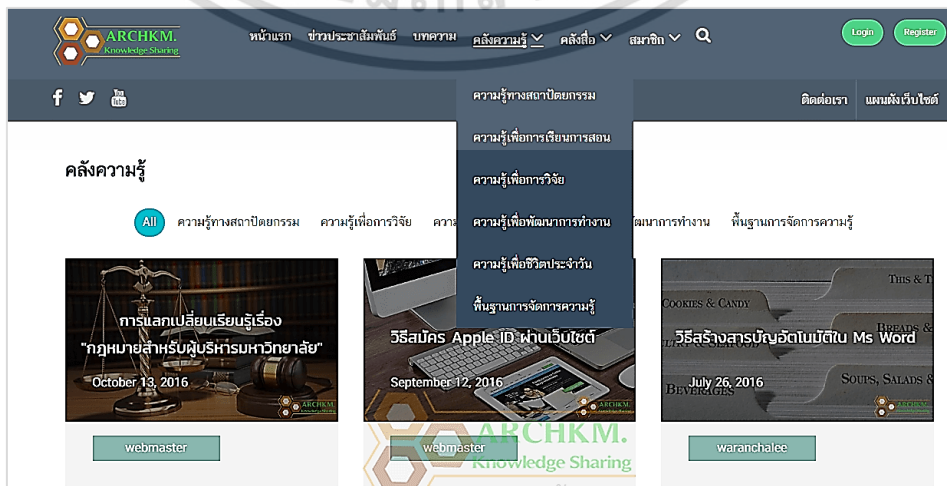 ARCHKM.
Knowledge Sharing
หน้าแรก ข่าวประชาสัมพันธ์ บทความ คลังความรู้ คลังสื่อ สมาชิก
Login Register
f You Tube
ติดต่อเรา แผนผังเว็บไซต์
ความรู้ทางสถาปัตยกรรม
ความรู้เพื่อการเรียนการสอน
ความรู้เพื่อการวิจัย
ความรู้เพื่อพัฒนาการทำงาน
ความรู้เพื่อชีวิตประจำวัน
พื้นฐานการจัดการความรู้
คลังความรู้
All ความรู้ทางสถาปัตยกรรม ความรู้เพื่อการวิจัย พื้นฐานการจัดการความรู้
การแลกเปลี่ยนเรียนรู้เรื่อง
"กฎหมายสำหรับผู้บริหารมหาวิทยาลัย"
October 13, 2016
ARCHKM.
webmaster
วิธีสมัคร Apple ID ผ่านเว็บไซต์
September 12, 2016
ARCHKM.
webmaster
ARCHKM.
Knowledge Sharing
THIS &
COOKIES & CANDY
BREADS &
วิธีสร้างสารบัญอัตโนมัติใน Ms Word
July 26, 2016
BEVERAGES
SOUPS, SALADS &
ARCHKM.
waranchalee